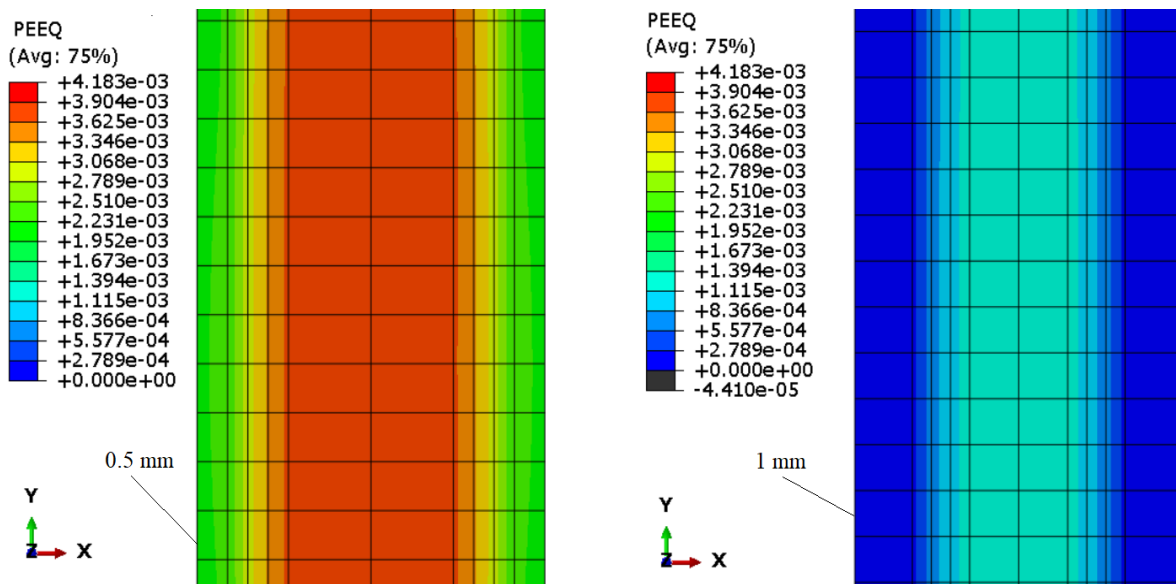 PEEQ
(Avg: 75%)
+4.183e-03
+3.904e-03
+3.625e-03
+3.346e-03
+3.068e-03
+2.789e-03
+2.510e-03
+2.231e-03
+1.952e-03
+1.673e-03
+1.394e-03
+1.115e-03
+8.366e-04
+5.577e-04
+2.789e-04
+0.000e+00
0.5 mm
Y
Z
X
PEEQ
(Avg: 75%)
+4.183e-03
+3.904e-03
+3.625e-03
+3.346e-03
+3.068e-03
+2.789e-03
+2.510e-03
+2.231e-03
+1.952e-03
+1.673e-03
+1.394e-03
+1.115e-03
+8.366e-04
+5.577e-04
+2.789e-04
+0.000e+00
-4.410e-05
1 mm
Y
Z
X